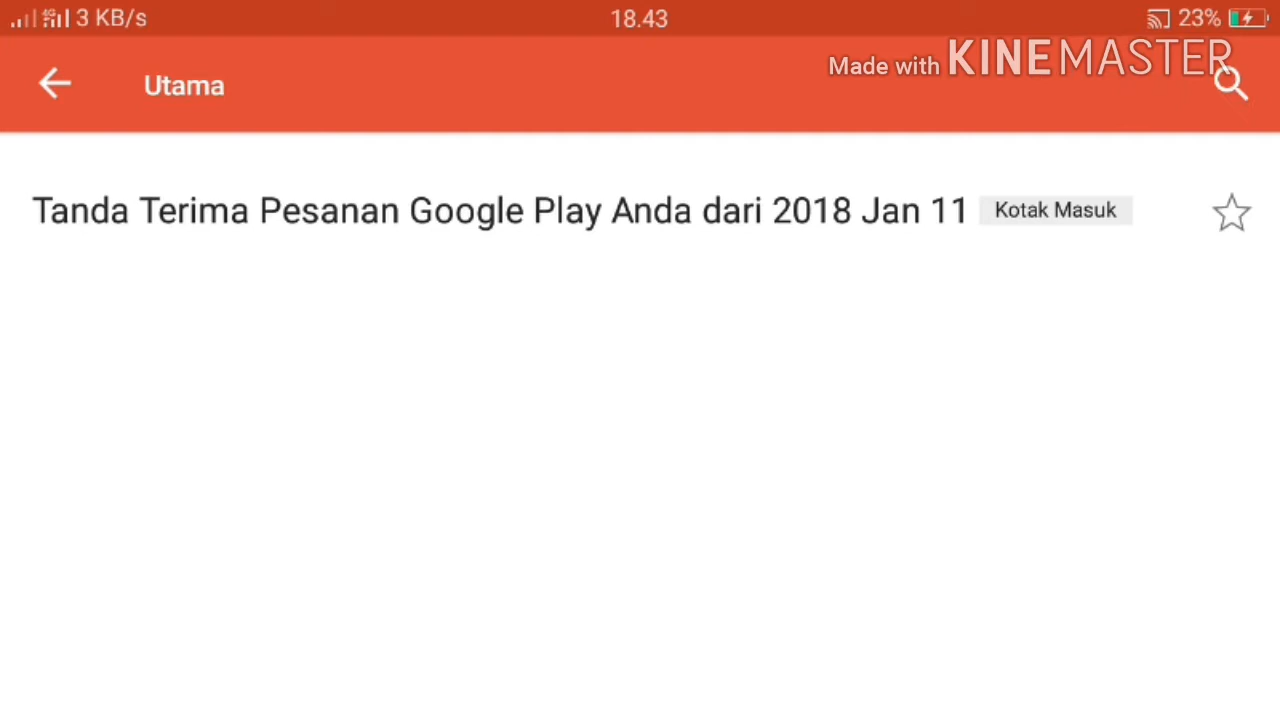 3 KB/s 18.43 23%
Made with KINEMASTER
Utama
Tanda Terima Pesanan Google Play Anda dari 2018 Jan 11 Kotak Masuk